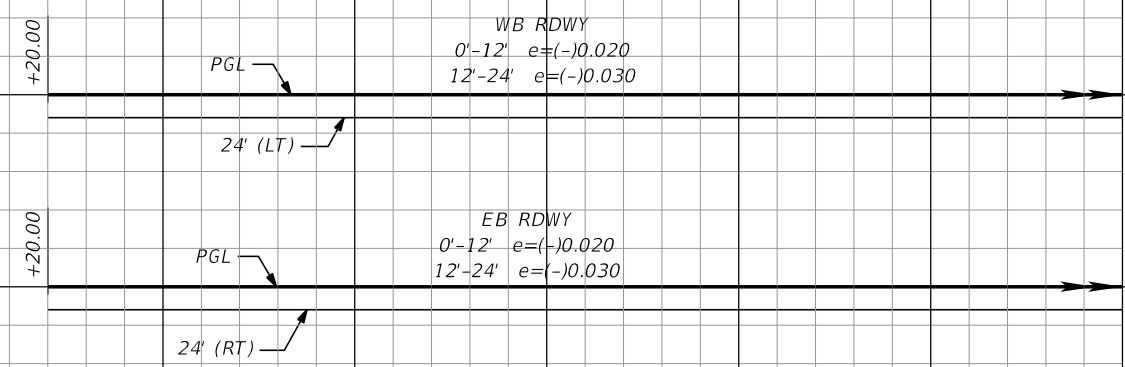 +20.00
WB RDWY
0'-12' e=(-)0.020
12'-24' e=(-)0.030
PGL
24' (LT)
+20.00
EB RDWY
0'-12' e=(-)0.020
12'-24' e=(-)0.030
PGL
24' (RT)